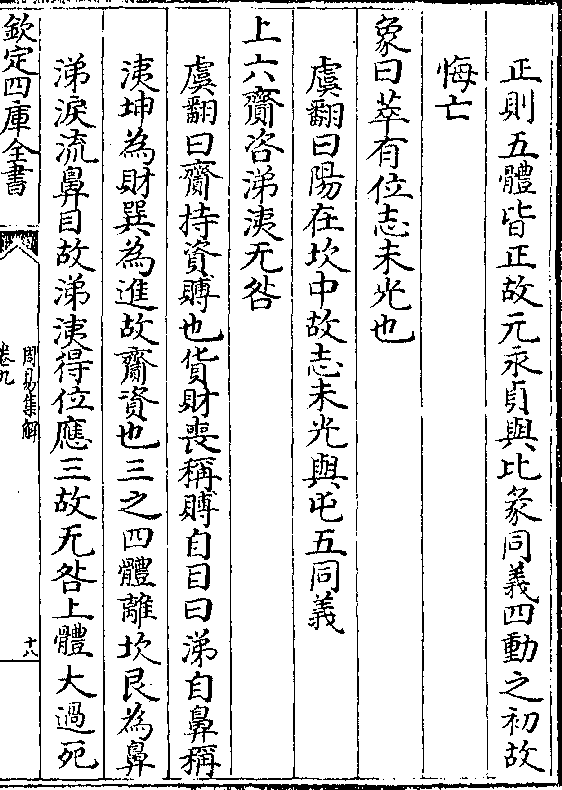 正則五體皆正故元永貞與比彖同義四動之初故
悔亡
象曰萃有位志未光也
虞翻曰陽在坎中故志未光與屯五同義
上六齎咨涕洟无咎
虞翻曰齎持資賻也貨財喪稱賻自目曰涕自鼻稱
洟坤為財巽為進故齎資也三之四體離坎艮為鼻
涕淚流鼻目故涕洟得位應三故无咎上體大過死
欽定四庫全書
周易集解
卷九
十八